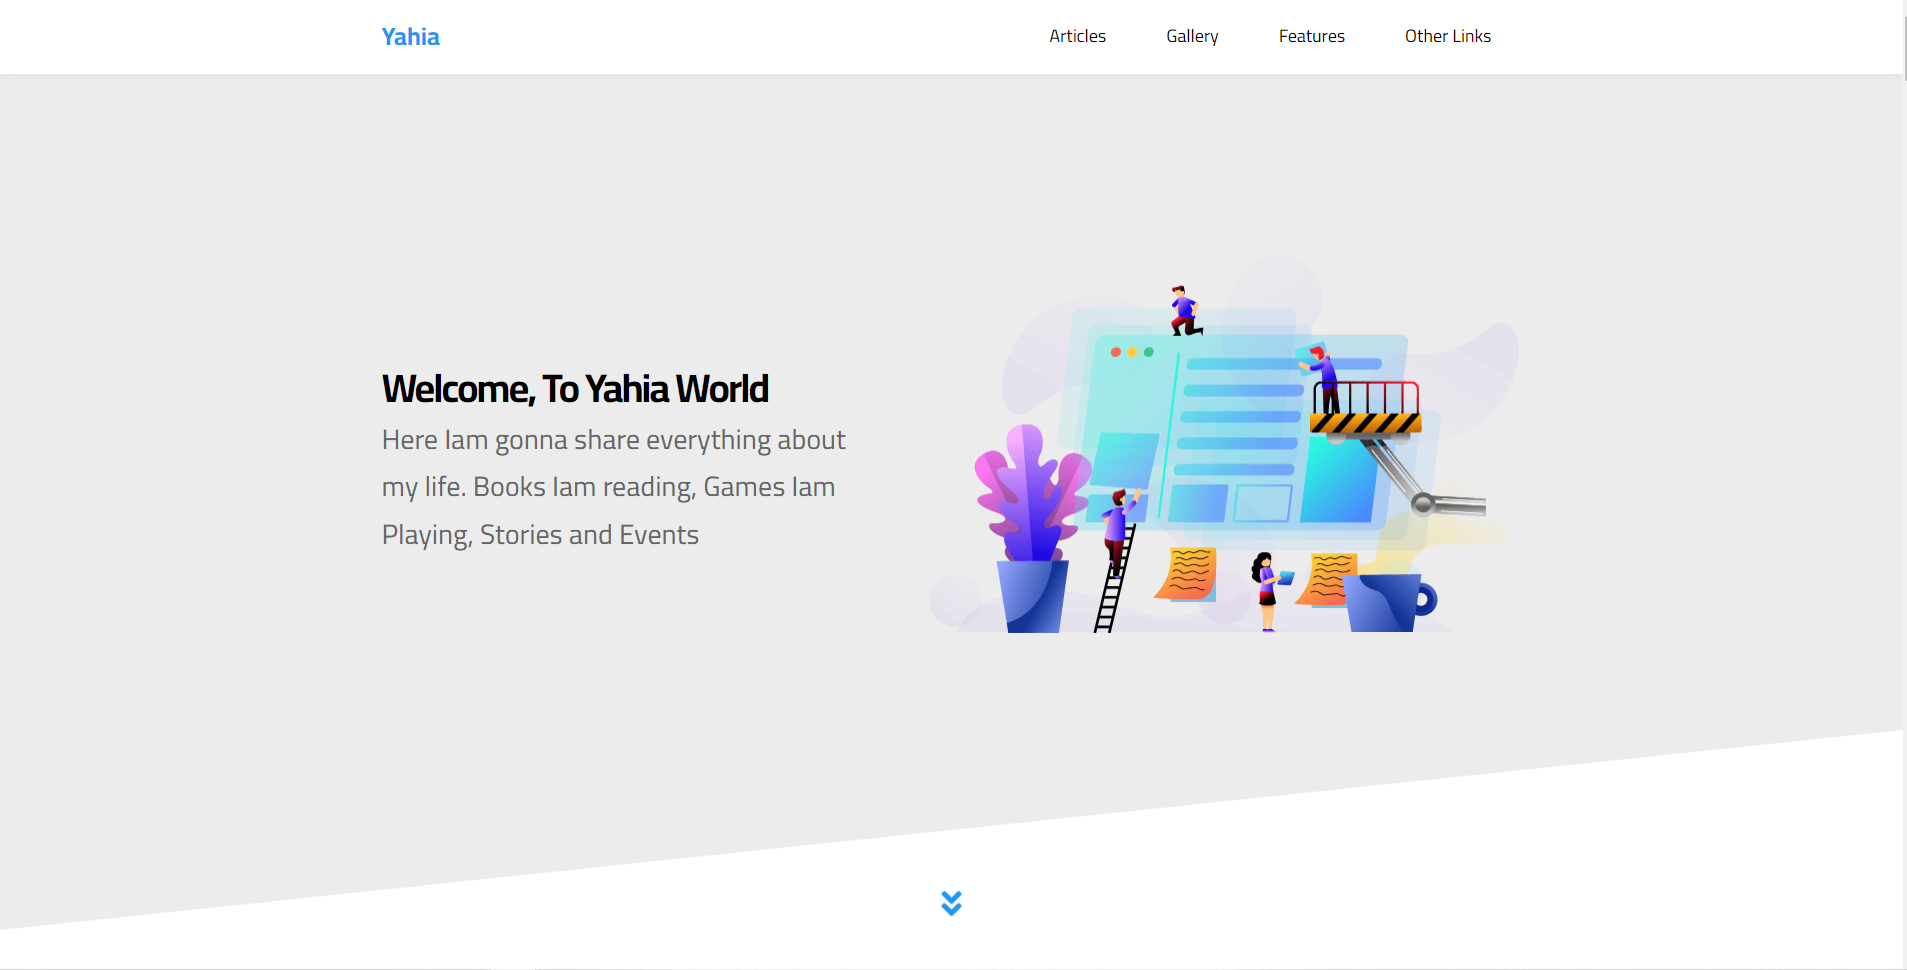 Yahia
Articles
Gallery
Features
Other Links
Welcome, To Yahia World
Here Iam gonna share everything about
my life. Books Iam reading, Games Iam
Playing, Stories and Events